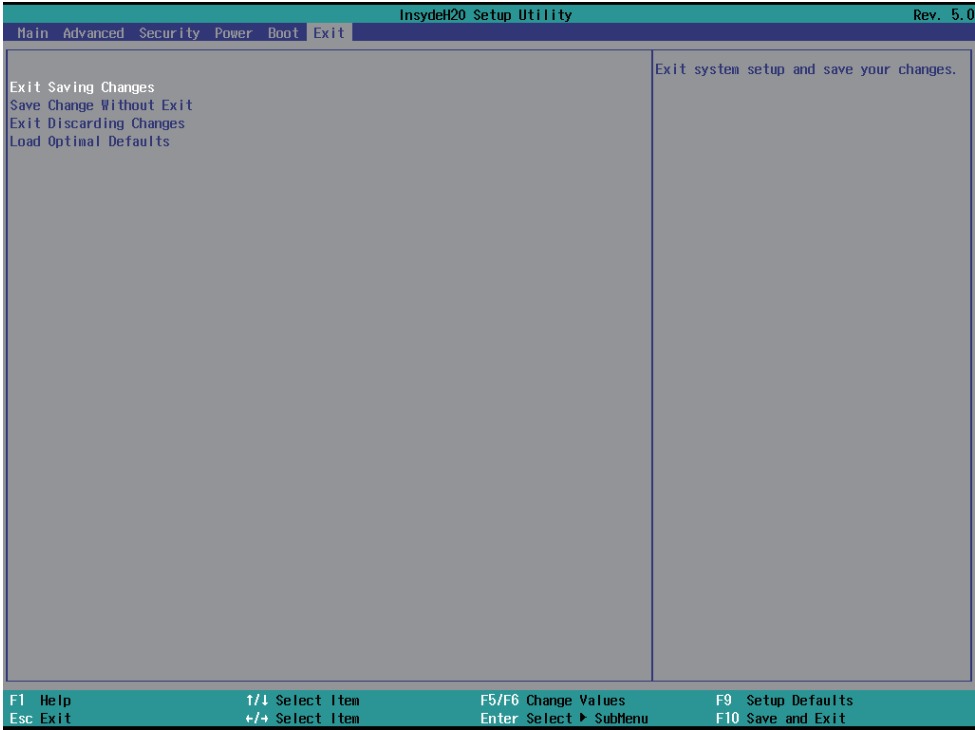 InsydeH20 Setup Utility Rev. 5.0
Main Advanced Security Power Boot Exit
Exit system setup and save your changes.
Exit Saving Changes
Save Change Without Exit
Exit Discarding Changes
Load Optimal Defaults
F1 Help ↑/↓ Select Item F5/F6 Change Values F9 Setup Defaults
Esc Exit ←/→ Select Item Enter Select ▶ SubMenu F10 Save and Exit